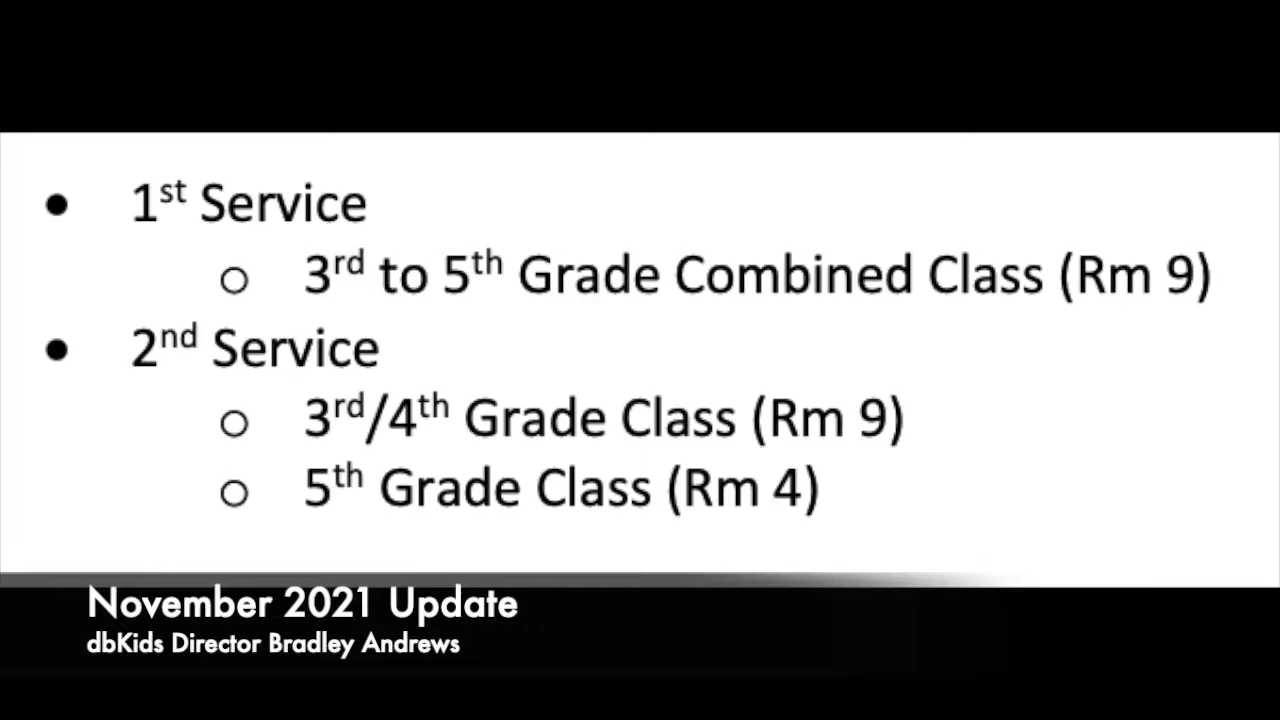 • 1st Service
o 3rd to 5th Grade Combined Class (Rm 9)
• 2nd Service
o 3rd/4th Grade Class (Rm 9)
o 5th Grade Class (Rm 4)
November 2021 Update
dbKids Director Bradley Andrews